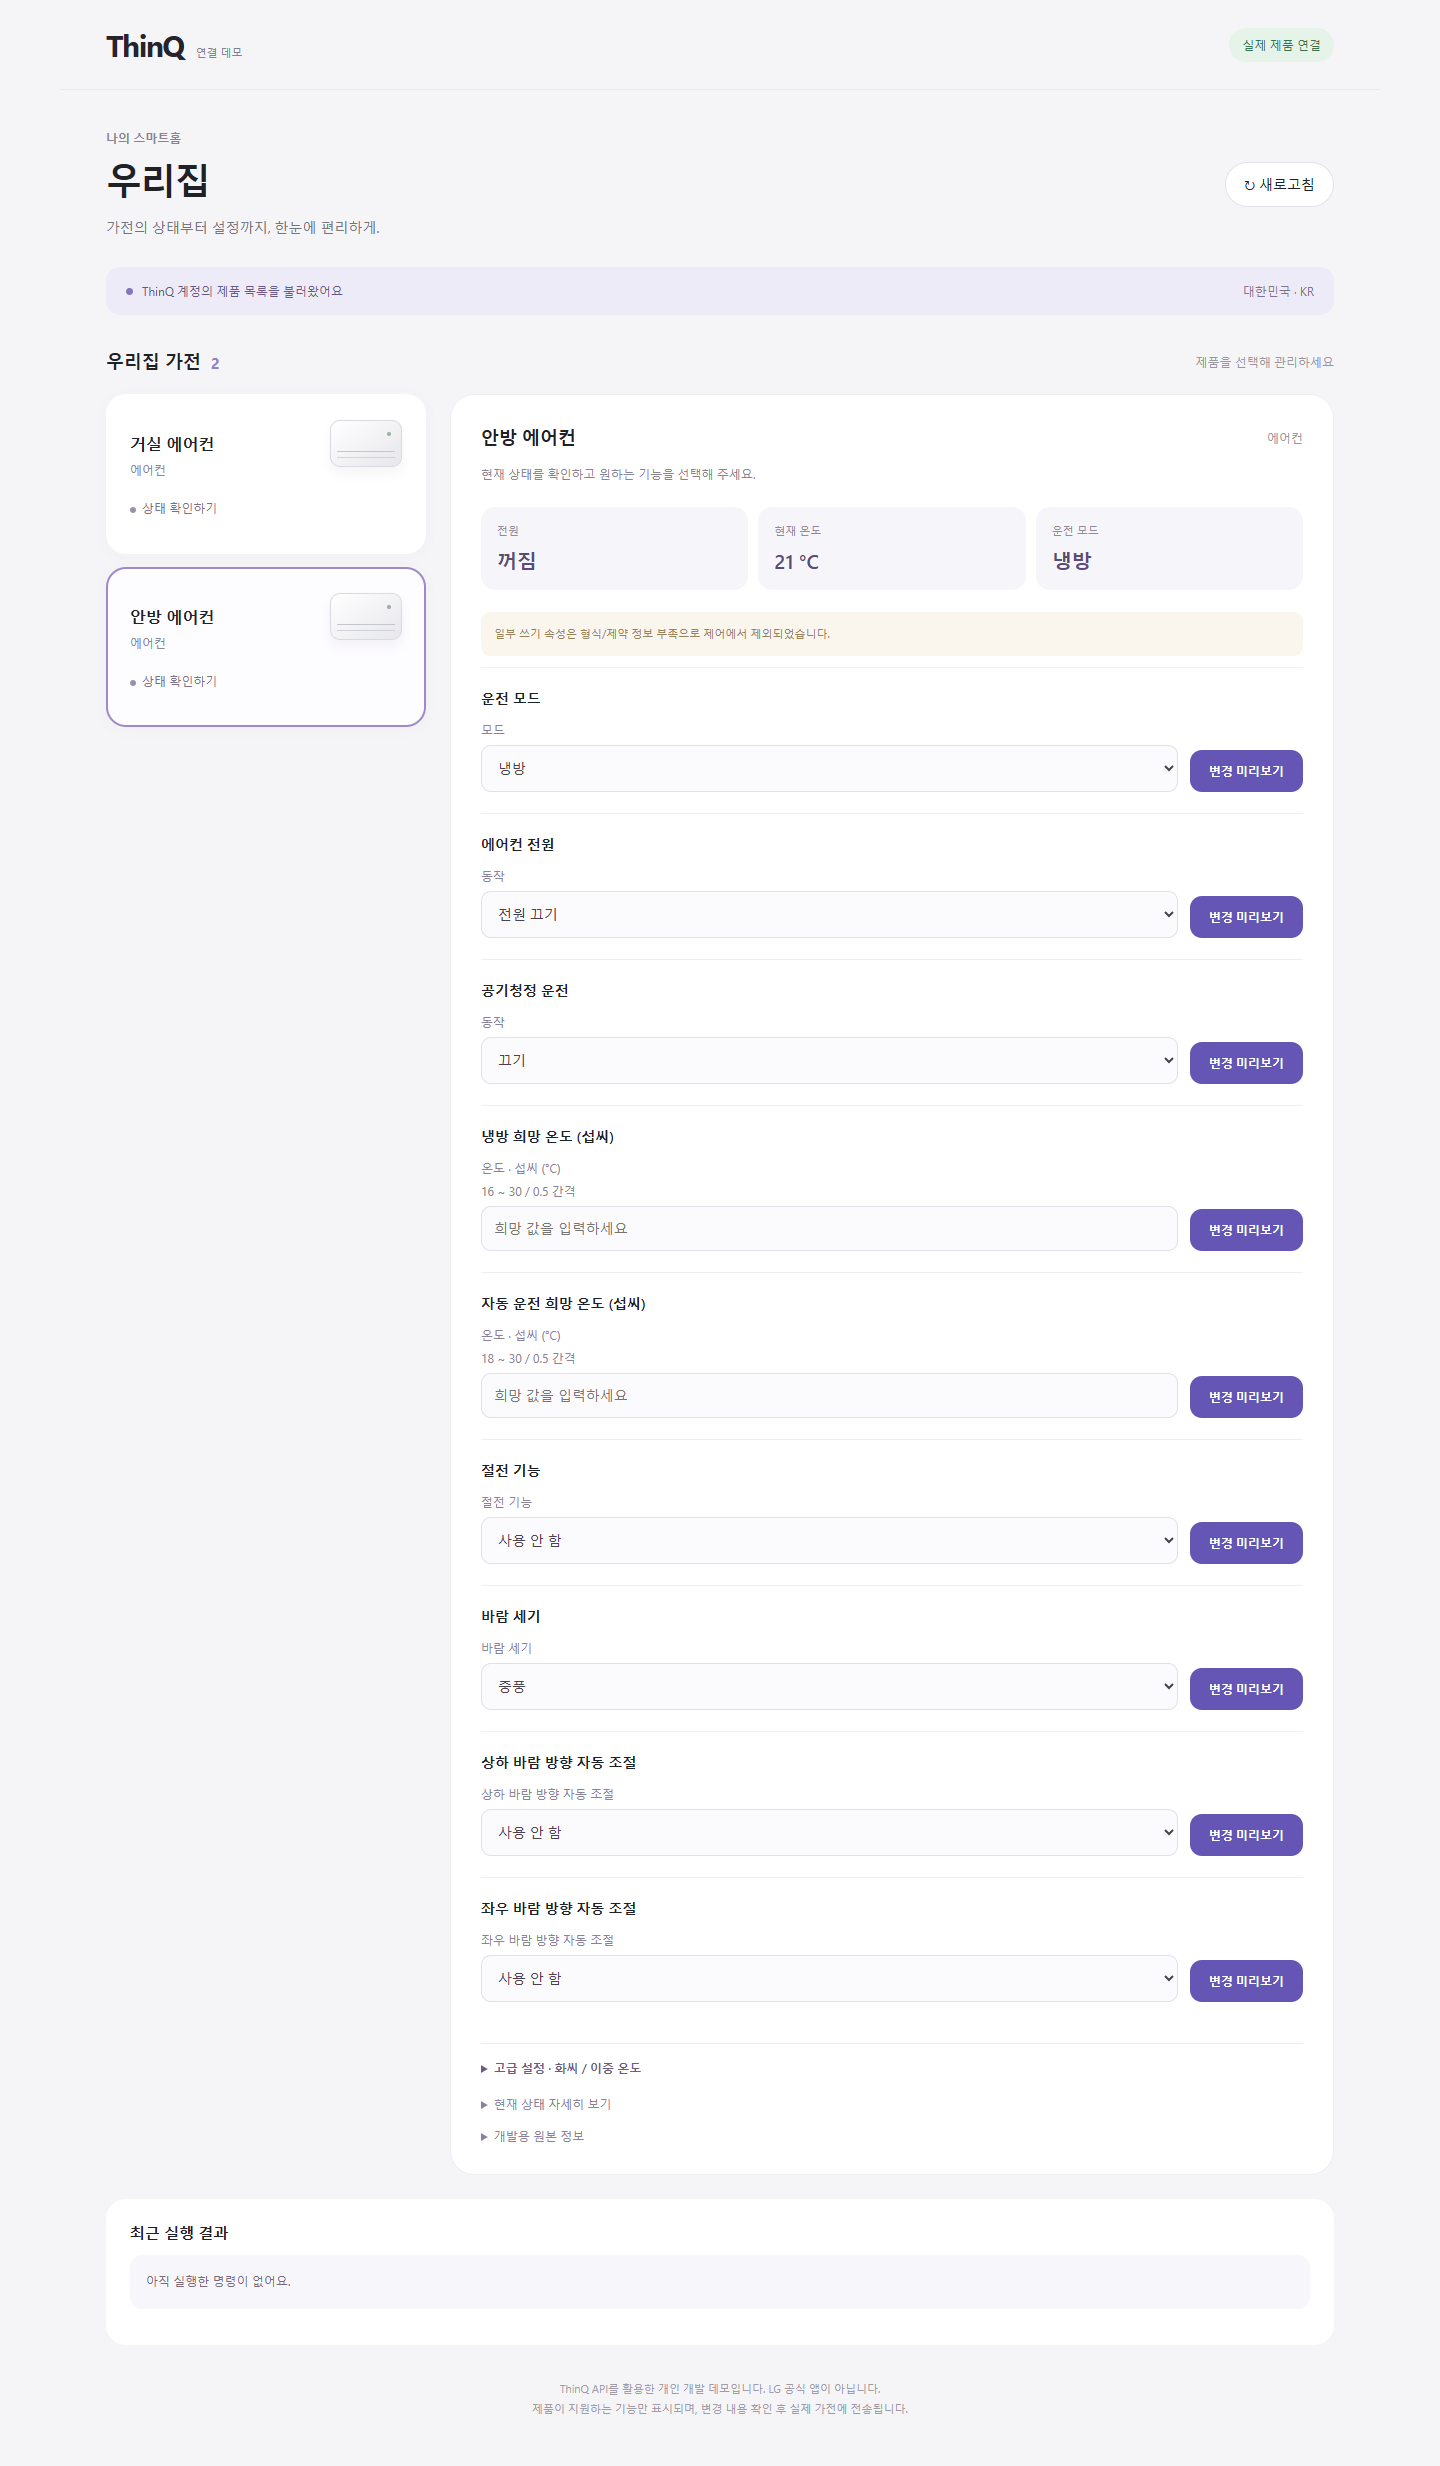 ThinQ 연결 데모
실제 제품 연결
나의 스마트홈
우리집
가전의 상태부터 설정까지, 한눈에 편리하게.
↻ 새로고침
ThinQ 계정의 제품 목록을 불러왔어요
대한민국 · KR
우리집 가전 2
제품을 선택해 관리하세요
거실 에어컨
에어컨
상태 확인하기
안방 에어컨
에어컨
상태 확인하기
안방 에어컨
에어컨
현재 상태를 확인하고 원하는 기능을 선택해 주세요.
전원
꺼짐
현재 온도
21 °C
운전 모드
냉방
일부 쓰기 속성은 형식/제약 정보 부족으로 제어에서 제외되었습니다.
운전 모드
모드
냉방
변경 미리보기
에어컨 전원
동작
전원 끄기
변경 미리보기
공기청정 운전
동작
끄기
변경 미리보기
냉방 희망 온도 (섭씨)
온도 · 섭씨 (°C)
16 ~ 30 / 0.5 간격
희망 값을 입력하세요
변경 미리보기
자동 운전 희망 온도 (섭씨)
온도 · 섭씨 (°C)
18 ~ 30 / 0.5 간격
희망 값을 입력하세요
변경 미리보기
절전 기능
절전 기능
사용 안 함
변경 미리보기
바람 세기
바람 세기
중풍
변경 미리보기
상하 바람 방향 자동 조절
상하 바람 방향 자동 조절
사용 안 함
변경 미리보기
좌우 바람 방향 자동 조절
좌우 바람 방향 자동 조절
사용 안 함
변경 미리보기
▶ 고급 설정 · 화씨 / 이중 온도
▶ 현재 상태 자세히 보기
▶ 개발용 원본 정보
최근 실행 결과
아직 실행한 명령이 없어요.
ThinQ API를 활용한 개인 개발 데모입니다. LG 공식 앱이 아닙니다.
제품이 지원하는 기능만 표시되며, 변경 내용 확인 후 실제 가전에 전송됩니다.